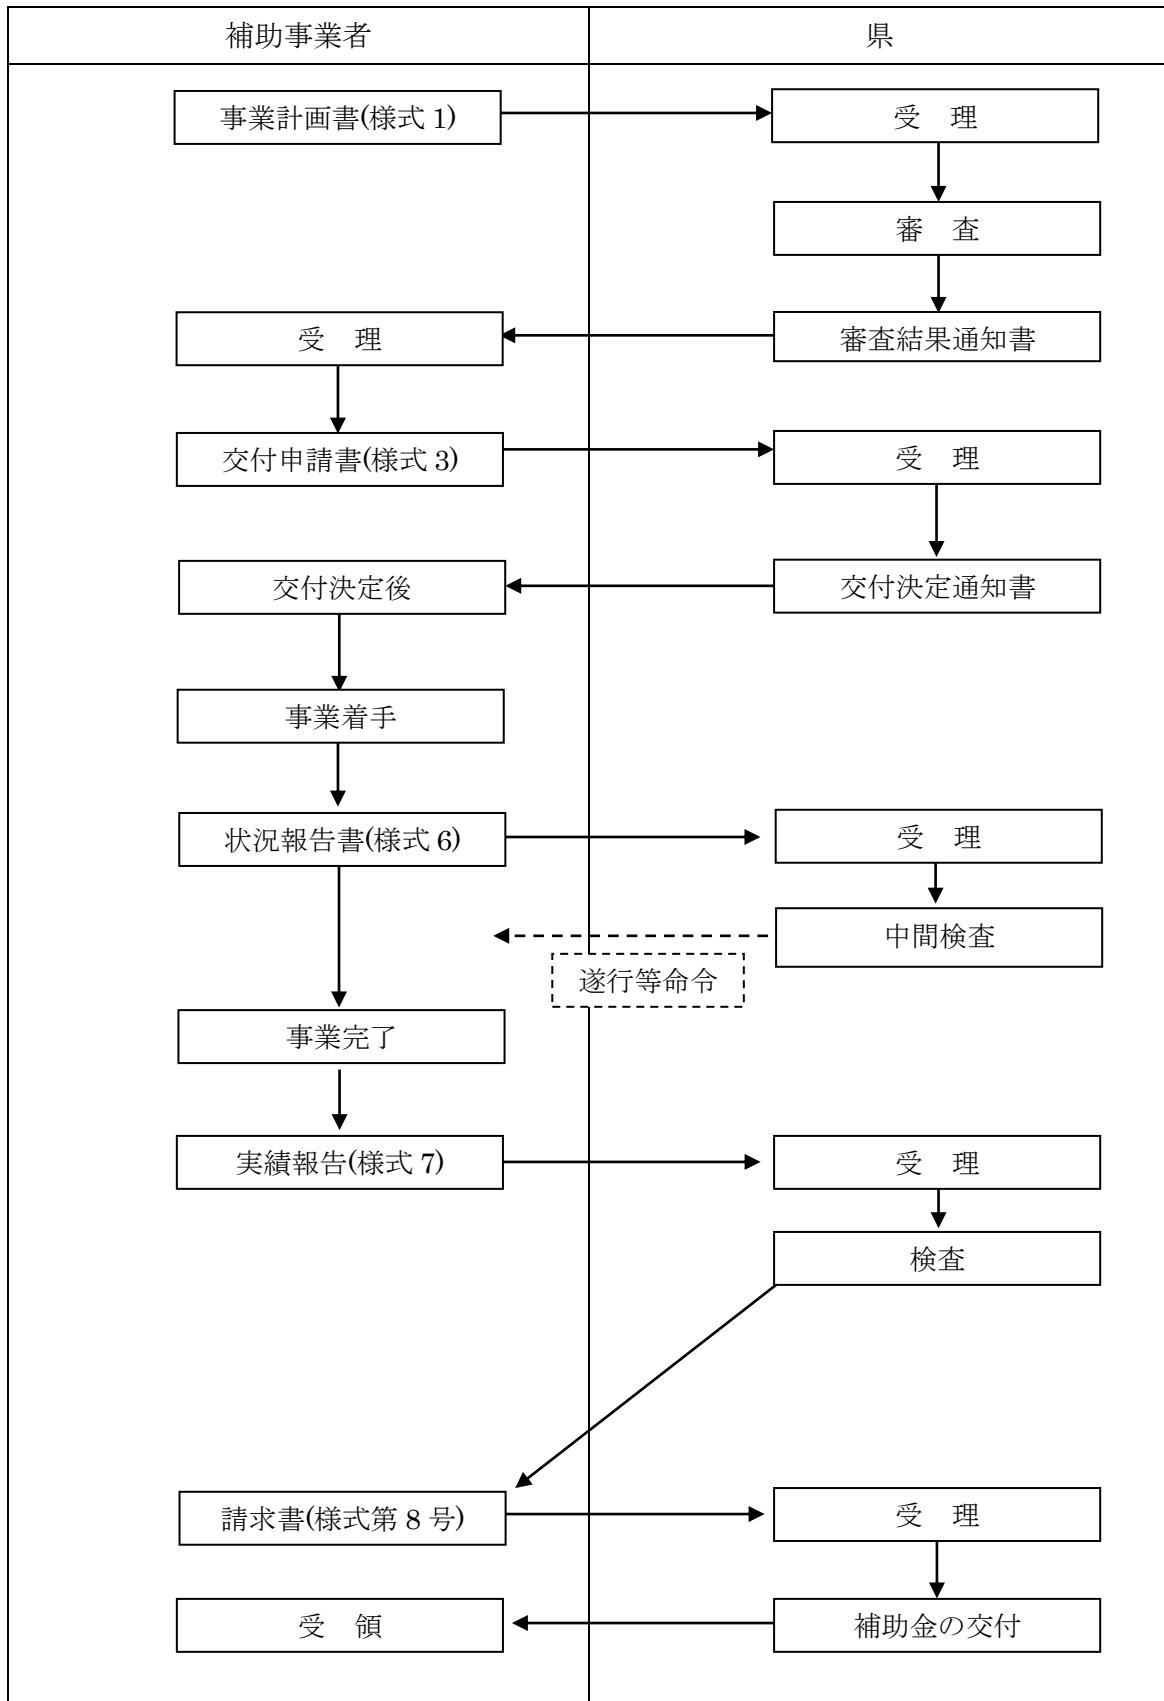 補助事業者
県
事業計画書(様式 1)
受　理
審　査
審査結果通知書
受　理
交付申請書(様式 3)
受　理
交付決定通知書
交付決定後
事業着手
状況報告書(様式 6)
受　理
中間検査
遂行等命令
事業完了
実績報告(様式 7)
受　理
検査
請求書(様式第 8 号)
受　理
補助金の交付
受　領